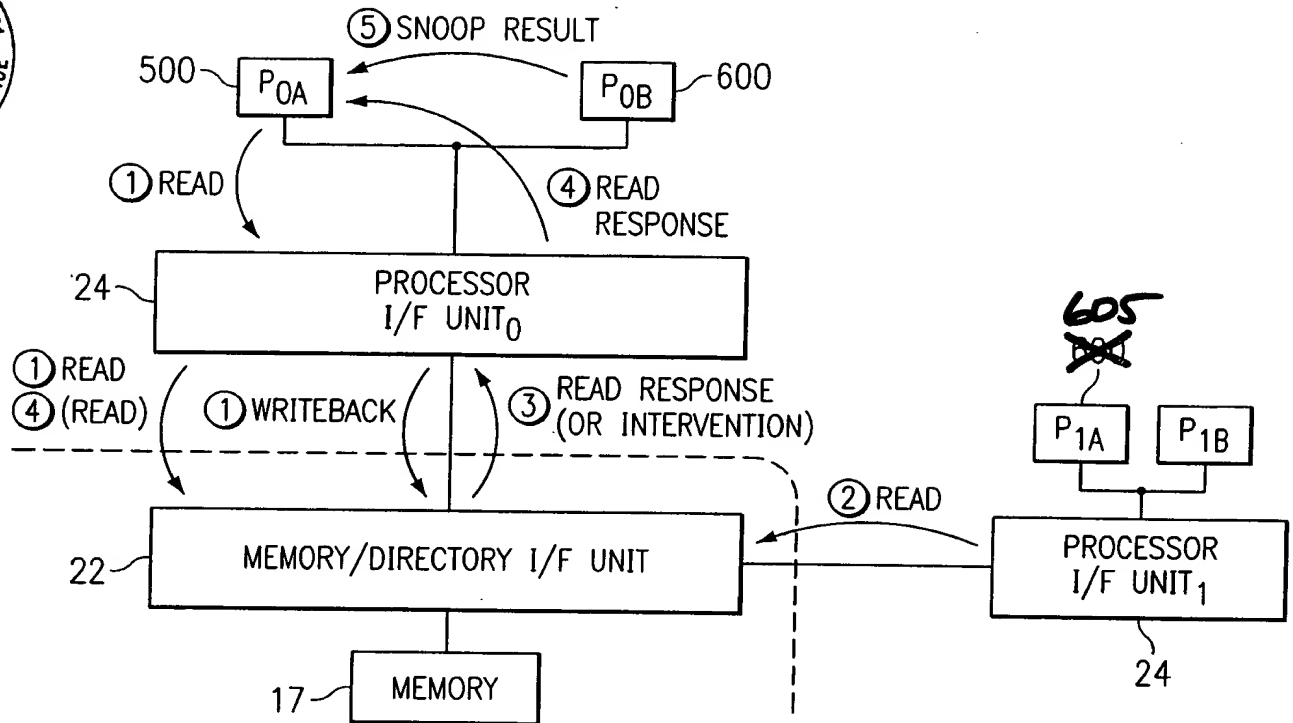 ⑤ SNOOP RESULT
500
P0A
P0B
600
① READ
④ READ
RESPONSE
24
PROCESSOR
I/F UNIT0
① READ
④ (READ)
① WRITEBACK
③ READ RESPONSE
(OR INTERVENTION)
605
P1A
P1B
② READ
22
MEMORY/DIRECTORY I/F UNIT
PROCESSOR
I/F UNIT1
24
17
MEMORY